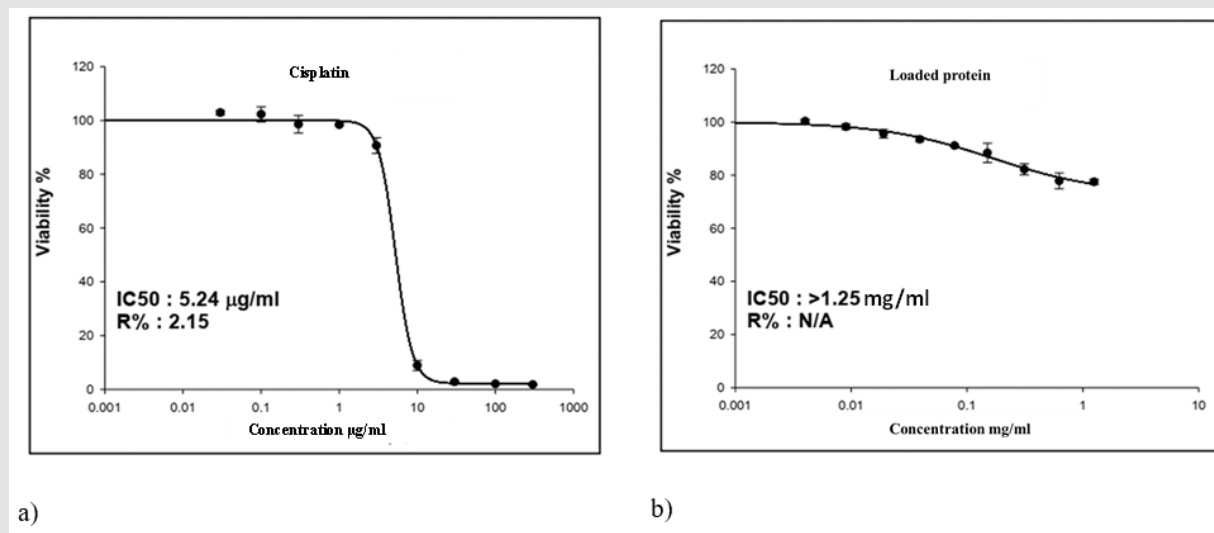 Cisplatin
120
100
80
60
40
20
0
Viability %
IC50 : 5.24 μg/ml
R% : 2.15
0.001 0.01 0.1 1 10 100 1000
Concentration μg/ml
a)
Loaded protein
120
100
80
60
40
20
0
Viability %
IC50 : >1.25 mg/ml
R% : N/A
0.001 0.01 0.1 1 10
Concentration mg/ml
b)